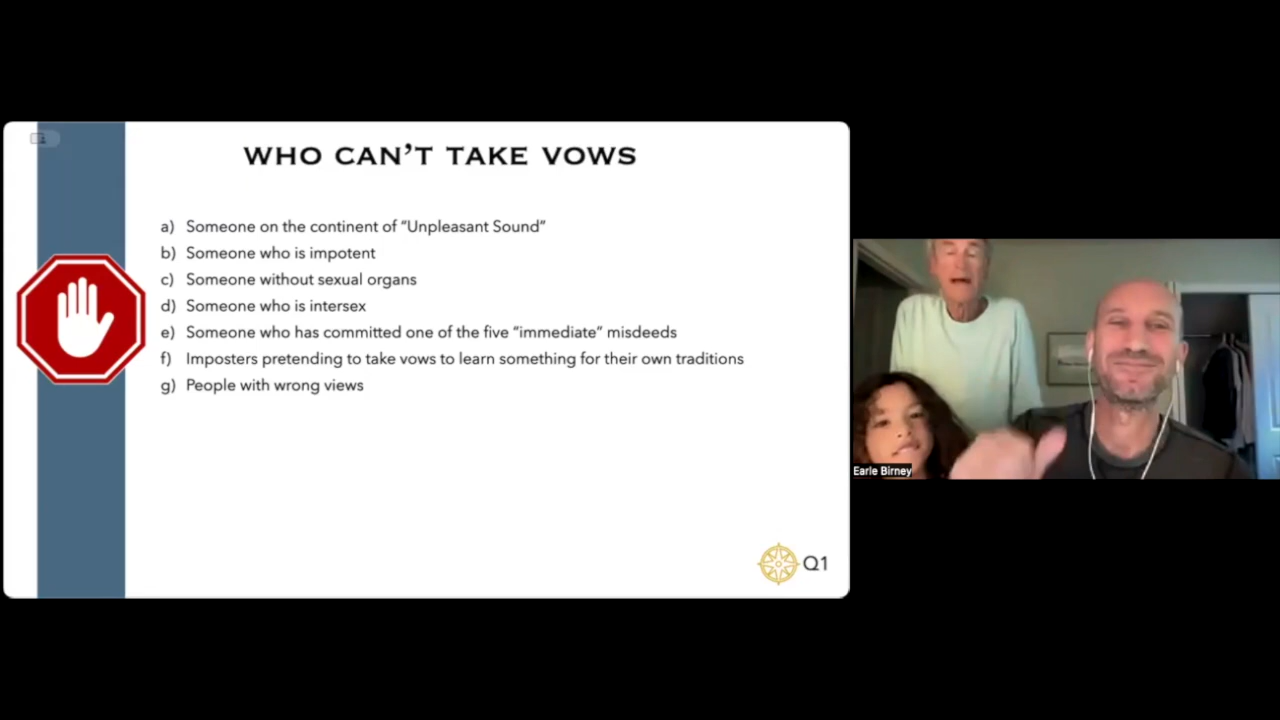 WHO CAN'T TAKE VOWS
a) Someone on the continent of “Unpleasant Sound”
b) Someone who is impotent
c) Someone without sexual organs
d) Someone who is intersex
e) Someone who has committed one of the five “immediate” misdeeds
f) Imposters pretending to take vows to learn something for their own traditions
g) People with wrong views
Earle Birney
Q1